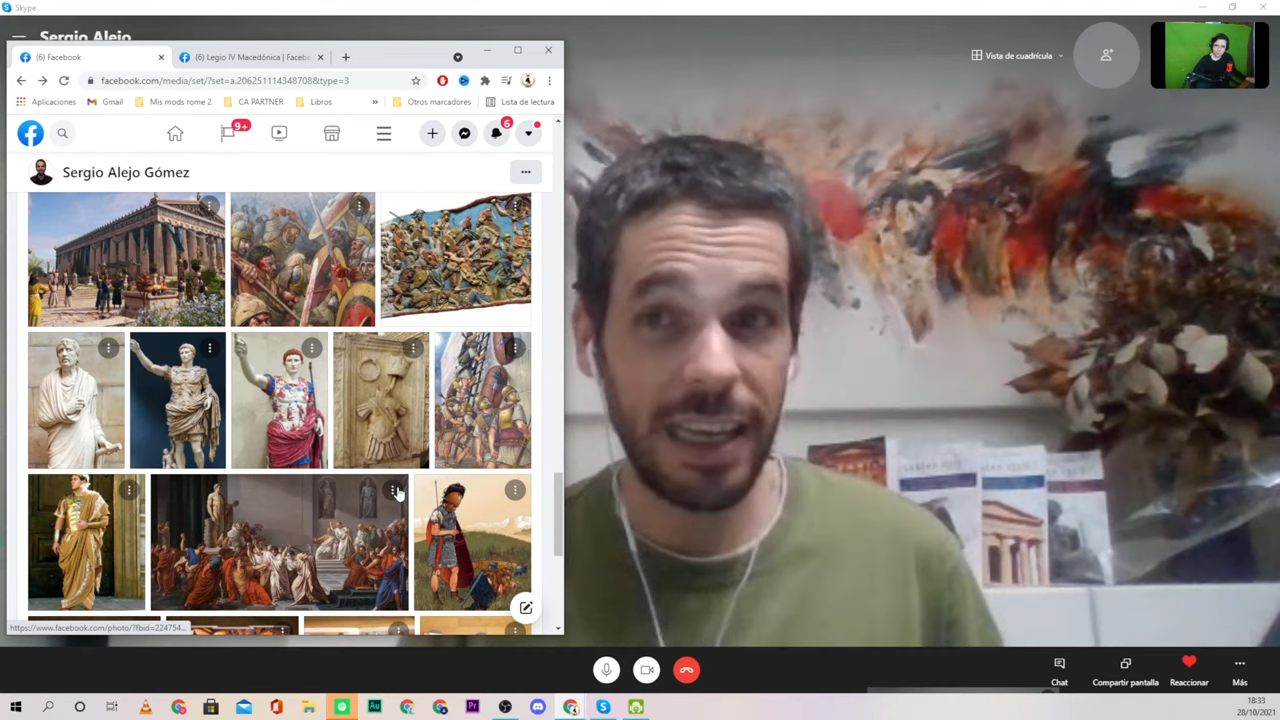 Skype
Sergio Alejo
Vista de cuadrícula
(6) Facebook
(6) Legio IV Macedónica | Facebo
facebook.com/media/set/?set=a.2062511143487088&type=3
Aplicaciones
Gmail
Mis mods rome 2
CA PARTNER
Libros
»
Otros marcadores
Lista de lectura
9+
6
Sergio Alejo Gómez
https://www.facebook.com/photo/?fbid=224754...
Chat
Compartir pantalla
Reaccionar
Más
18:33
28/10/2021